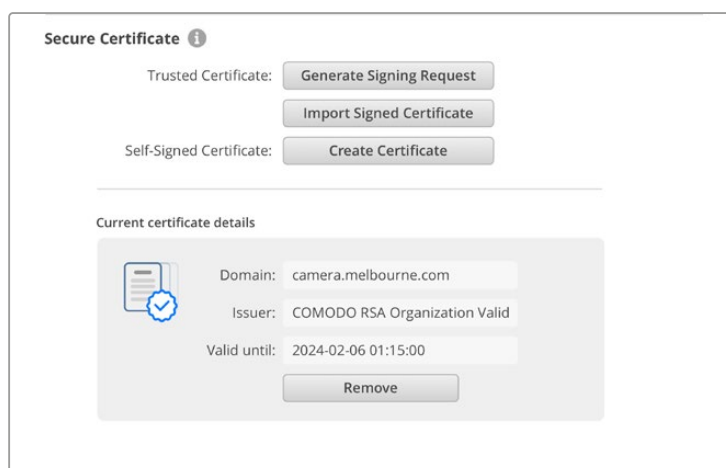 Secure Certificate
Trusted Certificate: Generate Signing Request
Import Signed Certificate
Self-Signed Certificate: Create Certificate
Current certificate details
Domain: camera.melbourne.com
Issuer: COMODO RSA Organization Valid
Valid until: 2024-02-06 01:15:00
Remove